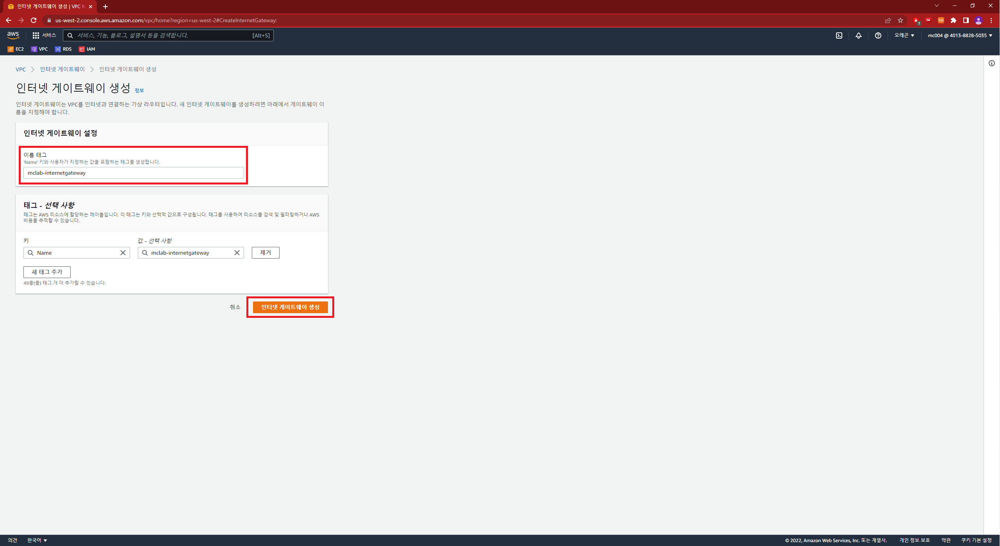 인터넷 게이트웨이 생성 | VPC M
us-west-2.console.aws.amazon.com/vpc/home?region=us-west-2#CreateInternetGateway:
1
EX
aws 서비스 서비스, 기능, 블로그, 설명서 등을 검색합니다. [Alt+S] 오레곤 mc004 @ 4013-8828-5035
EC2 VPC RDS IAM
VPC 인터넷 게이트웨이 인터넷 게이트웨이 생성
인터넷 게이트웨이 생성 정보
인터넷 게이트웨이는 VPC를 인터넷과 연결하는 가상 라우터입니다. 새 인터넷 게이트웨이를 생성하려면 아래에서 게이트웨이 이
름을 지정해야 합니다.
인터넷 게이트웨이 설정
이름 태그
'Name' 키와 사용자가 지정하는 값을 포함하는 태그를 생성합니다.
mclab-internetgateway
태그 - 선택 사항
태그는 AWS 리소스에 할당하는 레이블입니다. 각 태그는 키와 선택적 값으로 구성됩니다. 태그를 사용하여 리소스를 검색 및 필터링하거나 AWS
비용을 추적할 수 있습니다.
키 값 - 선택 사항
Name mclab-internetgateway 제거
새 태그 추가
49을(를) 태그.개 더 추가할 수 있습니다.
취소 인터넷 게이트웨이 생성
의견 한국어 © 2022, Amazon Web Services, Inc. 또는 계열사. 개인 정보 보호 약관 쿠키 기본 설정